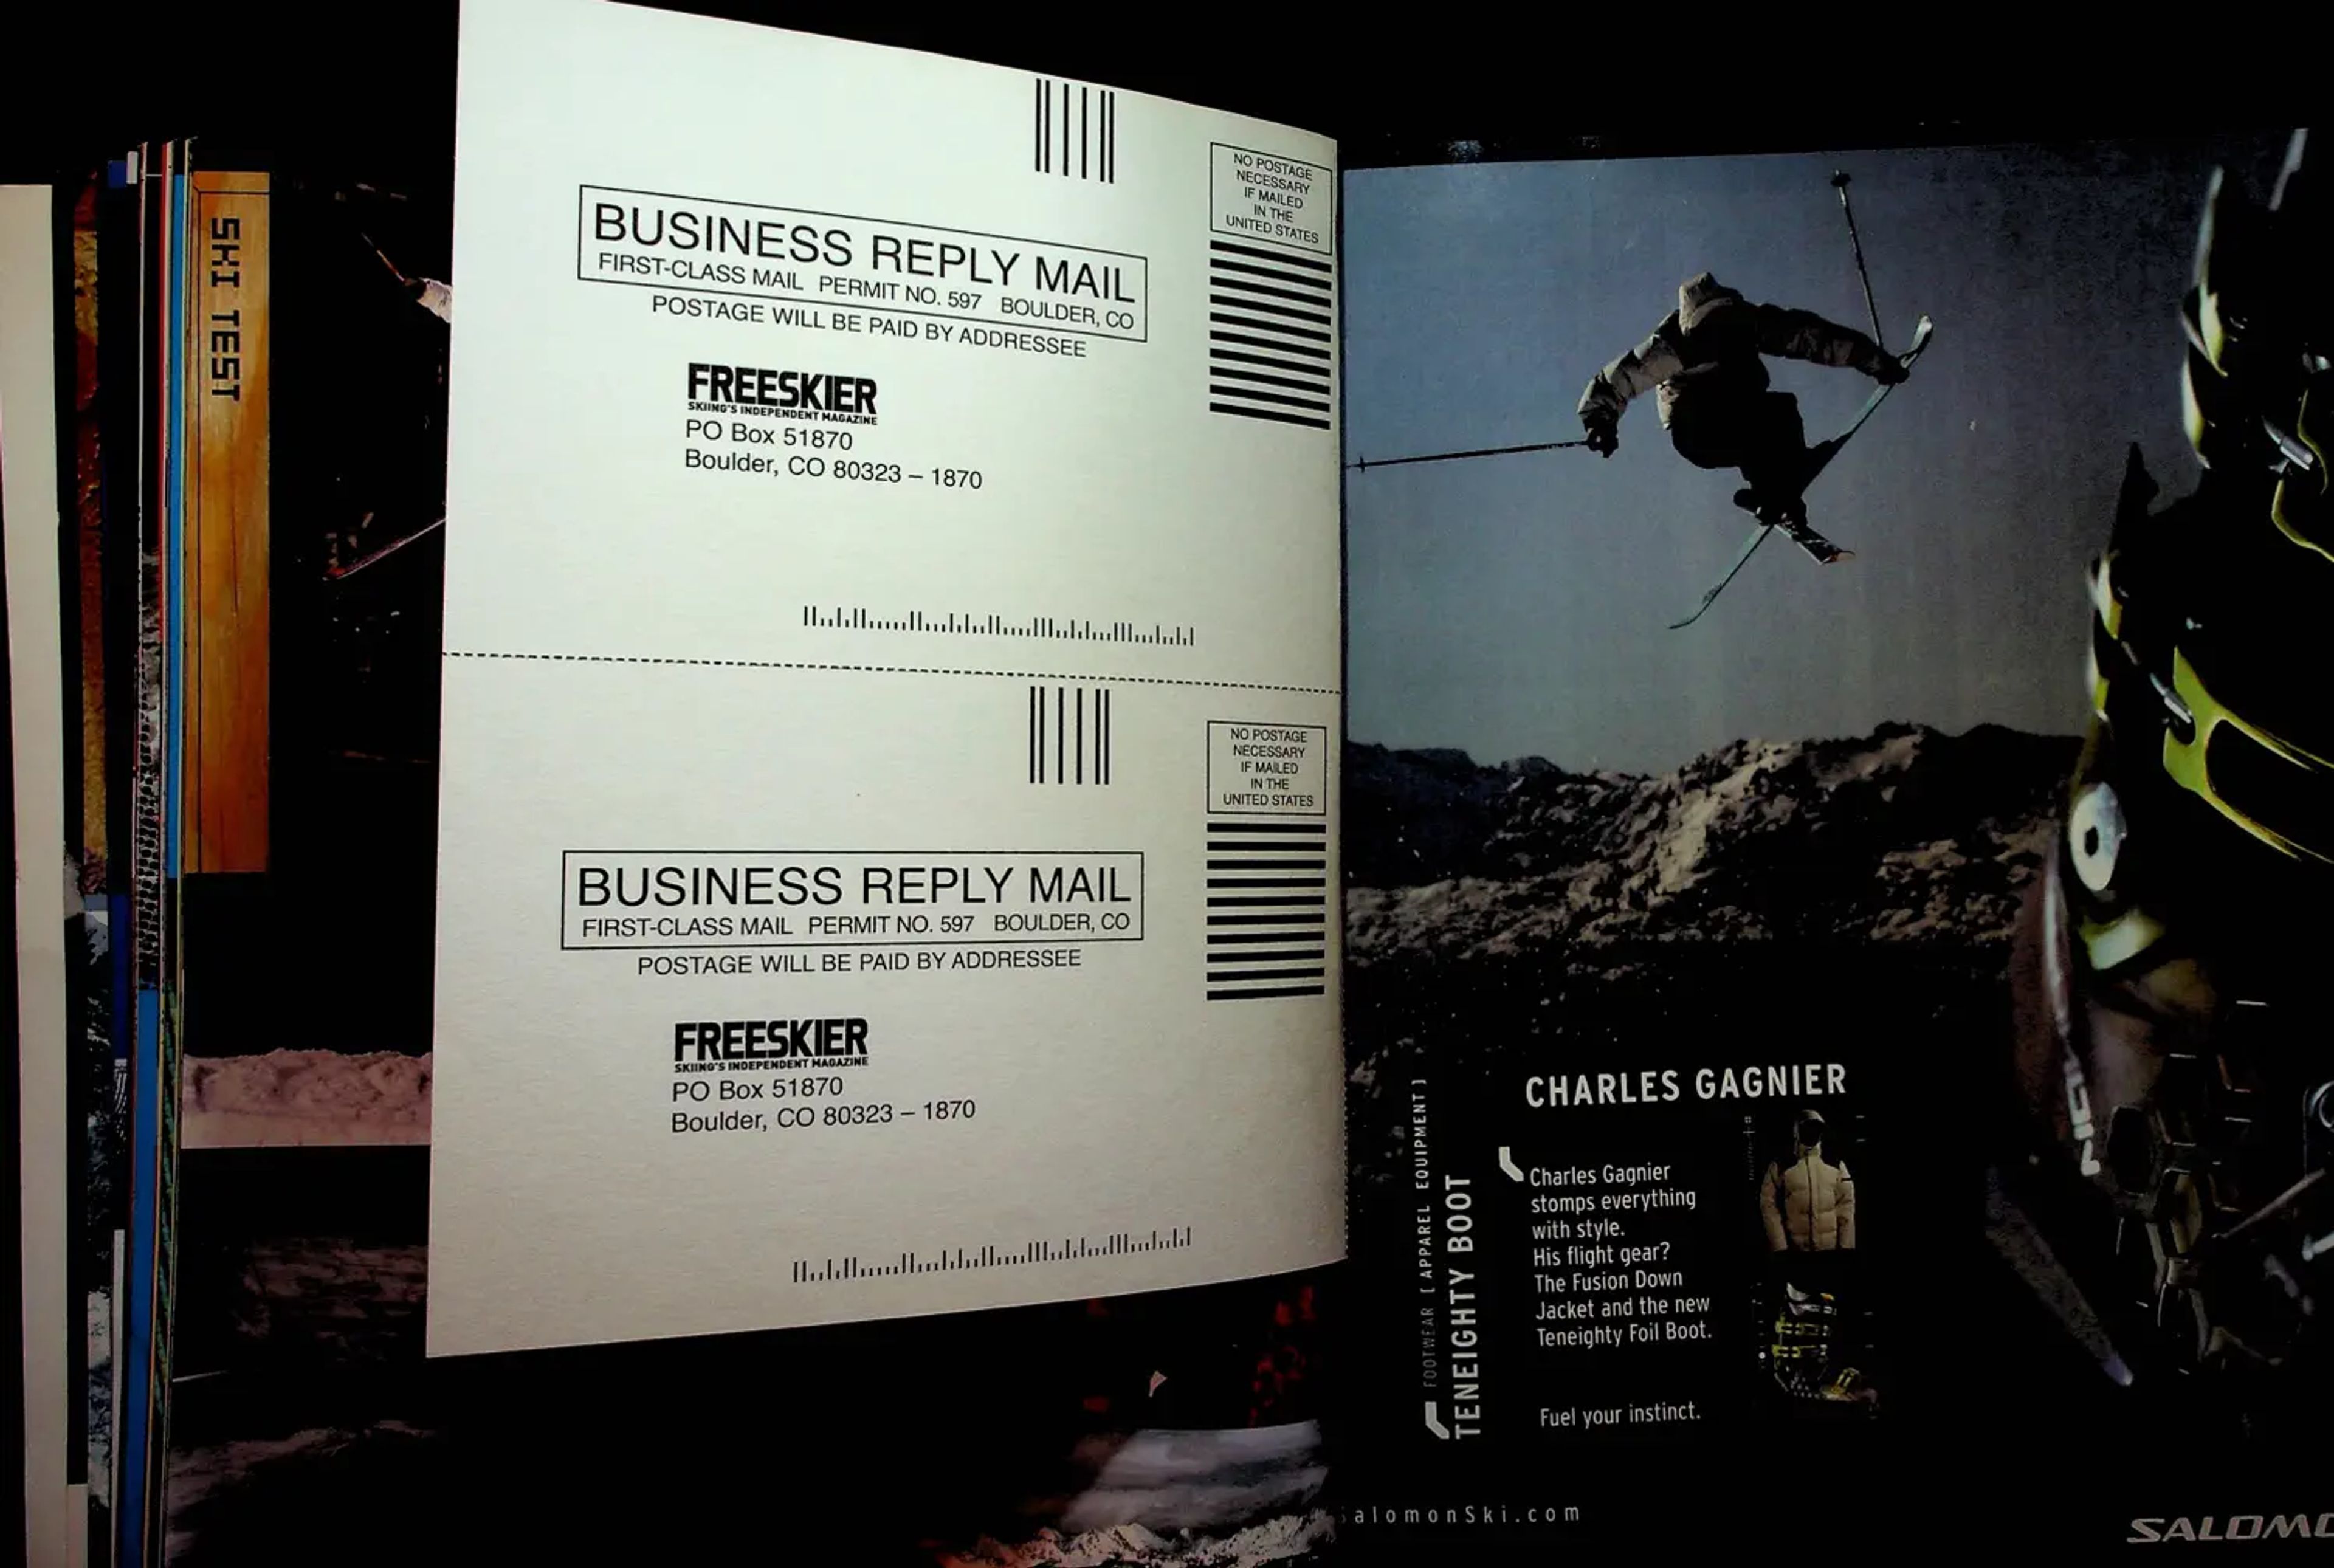 SKI TEST
NO POSTAGE
NECESSARY
IF MAILED
IN THE
UNITED STATES
BUSINESS REPLY MAIL
FIRST-CLASS MAIL PERMIT NO. 597 BOULDER, CO
POSTAGE WILL BE PAID BY ADDRESSEE
FREESKIER
SKIING'S INDEPENDENT MAGAZINE
PO Box 51870
Boulder, CO 80323 – 1870
NO POSTAGE
NECESSARY
IF MAILED
IN THE
UNITED STATES
BUSINESS REPLY MAIL
FIRST-CLASS MAIL PERMIT NO. 597 BOULDER, CO
POSTAGE WILL BE PAID BY ADDRESSEE
FREESKIER
SKIING'S INDEPENDENT MAGAZINE
PO Box 51870
Boulder, CO 80323 – 1870
FOOTWEAR [ APPAREL EQUIPMENT ]
TENEIGHTY BOOT
CHARLES GAGNIER
Charles Gagnier
stomps everything
with style.
His flight gear?
The Fusion Down
Jacket and the new
Teneighty Foil Boot.
Fuel your instinct.
alomonSki.com
SALOMO